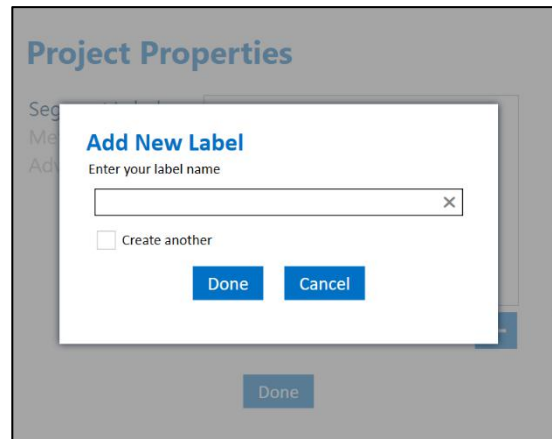 Project Properties
Add New Label
Enter your label name
Create another
Done
Cancel
Done